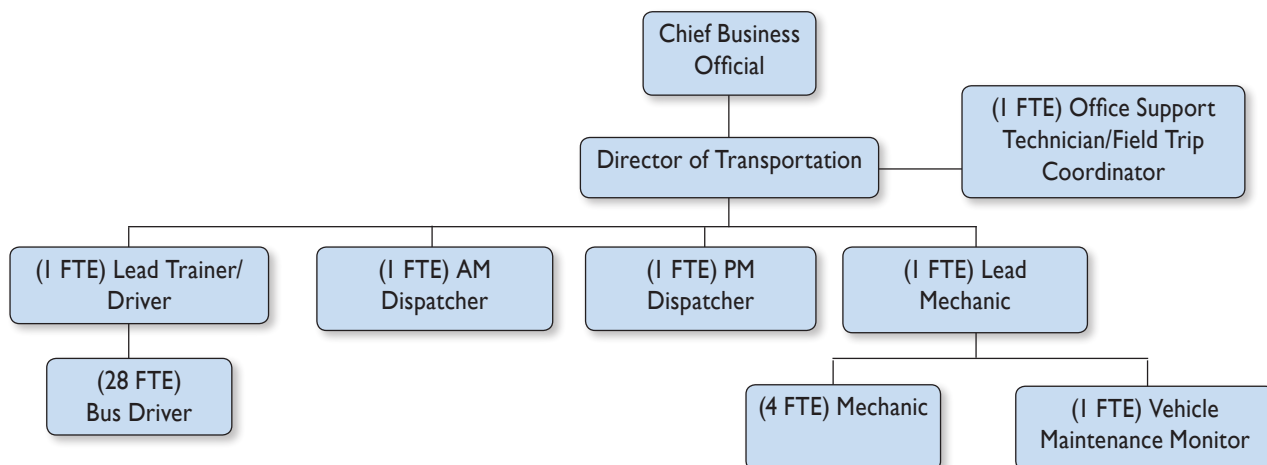 Chief Business
Official
(1 FTE) Office Support
Technician/Field Trip
Coordinator
Director of Transportation
(1 FTE) Lead Trainer/
Driver
(1 FTE) AM
Dispatcher
(1 FTE) PM
Dispatcher
(1 FTE) Lead
Mechanic
(28 FTE)
Bus Driver
(4 FTE) Mechanic
(1 FTE) Vehicle
Maintenance Monitor